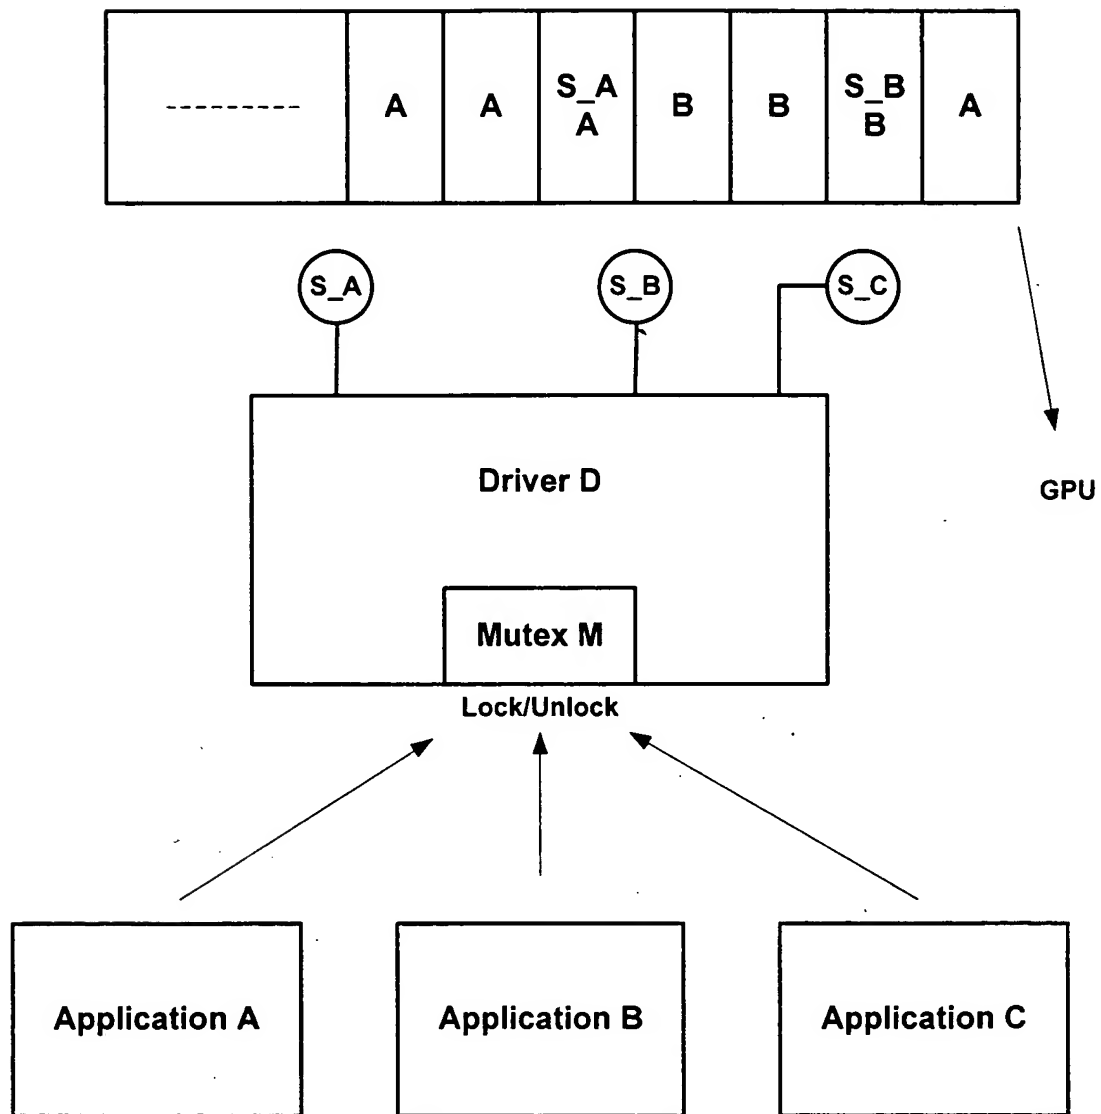 ---------
A
A
S_A
A
B
B
S_B
B
A
S_A
S_B
S_C
Driver D
GPU
Mutex M
Lock/Unlock
Application A
Application B
Application C